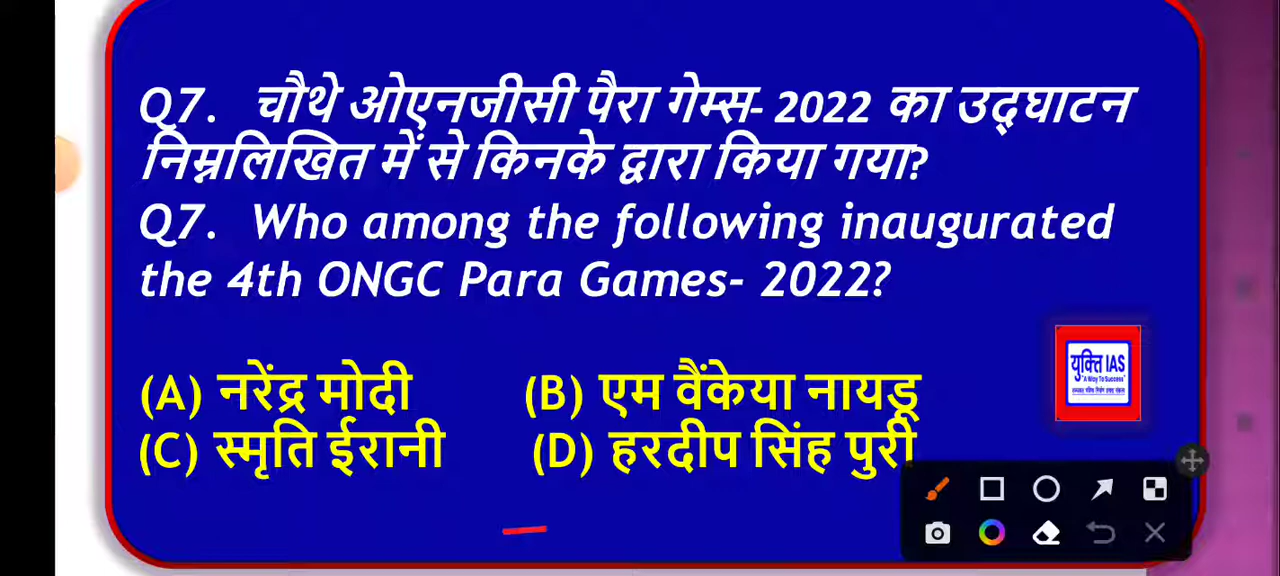 Q7. चौथे ओएनजीसी पैरा गेम्स- 2022 का उद्घाटन
निम्नलिखित में से किनके द्वारा किया गया?
Q7. Who among the following inaugurated
the 4th ONGC Para Games- 2022?
(A) नरेंद्र मोदी (B) एम वैंकेया नायडू
(C) स्मृति ईरानी (D) हरदीप सिंह पुरी
युक्ति IAS
"A Way To Success"